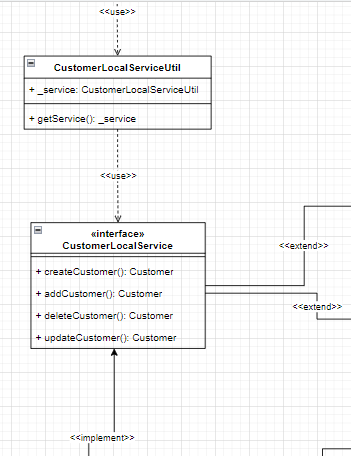 <<use>>
CustomerLocalServiceUtil
+ _service: CustomerLocalServiceUtil
+ getService(): _service
<<use>>
«interface»
CustomerLocalService
+ createCustomer(): Customer
+ addCustomer(): Customer
+ deleteCustomer(): Customer
+ updateCustomer(): Customer
<<extend>>
<<extend>>
<<implement>>